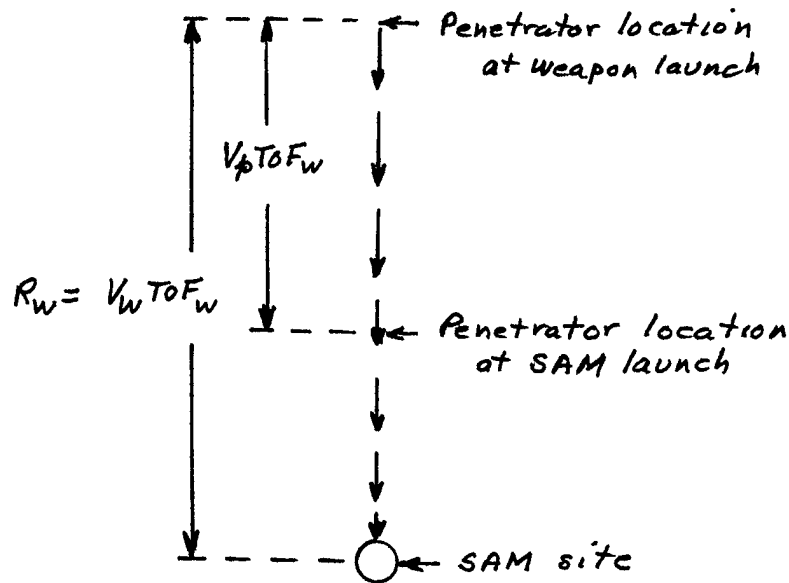 Penetrator location
at weapon launch
VpToFw
Rw = VwToFw
Penetrator location
at SAM launch
SAM site